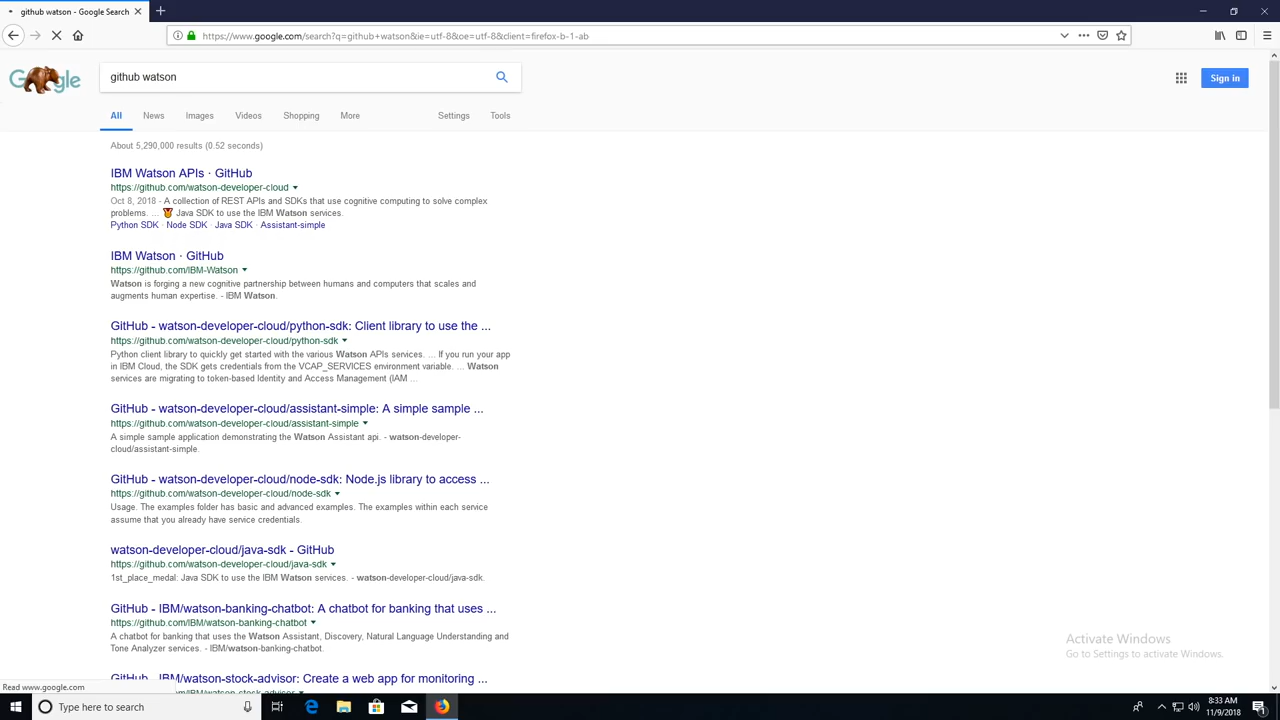 github watson - Google Search
https://www.google.com/search?q=github+watson&ie=utf-8&oe=utf-8&client=firefox-b-1-ab
Google
github watson
Sign in
All News Images Videos Shopping More Settings Tools
About 5,290,000 results (0.52 seconds)
IBM Watson APIs · GitHub
https://github.com/watson-developer-cloud
Oct 8, 2018 - A collection of REST APIs and SDKs that use cognitive computing to solve complex
problems. ... Java SDK to use the IBM Watson services.
Python SDK · Node SDK · Java SDK · Assistant-simple
IBM Watson · GitHub
https://github.com/IBM-Watson
Watson is forging a new cognitive partnership between humans and computers that scales and
augments human expertise. - IBM Watson.
GitHub - watson-developer-cloud/python-sdk: Client library to use the ...
https://github.com/watson-developer-cloud/python-sdk
Python client library to quickly get started with the various Watson APIs services. ... If you run your app
in IBM Cloud, the SDK gets credentials from the VCAP_SERVICES environment variable. ... Watson
services are migrating to token-based Identity and Access Management (IAM ...
GitHub - watson-developer-cloud/assistant-simple: A simple sample ...
https://github.com/watson-developer-cloud/assistant-simple
A simple sample application demonstrating the Watson Assistant api. - watson-developer-
cloud/assistant-simple.
GitHub - watson-developer-cloud/node-sdk: Node.js library to access ...
https://github.com/watson-developer-cloud/node-sdk
Usage. The examples folder has basic and advanced examples. The examples within each service
assume that you already have service credentials.
watson-developer-cloud/java-sdk - GitHub
https://github.com/watson-developer-cloud/java-sdk
1st_place_medal: Java SDK to use the IBM Watson services. - watson-developer-cloud/java-sdk.
GitHub - IBM/watson-banking-chatbot: A chatbot for banking that uses ...
https://github.com/IBM/watson-banking-chatbot
A chatbot for banking that uses the Watson Assistant, Discovery, Natural Language Understanding and
Tone Analyzer services. - IBM/watson-banking-chatbot.
Activate Windows
Go to Settings to activate Windows.
GitHub - IBM/watson-stock-advisor: Create a web app for monitoring ...
Read www.google.com
m/IBM/watson-stock-advisor
Type here to search
8:33 AM
11/9/2018
1